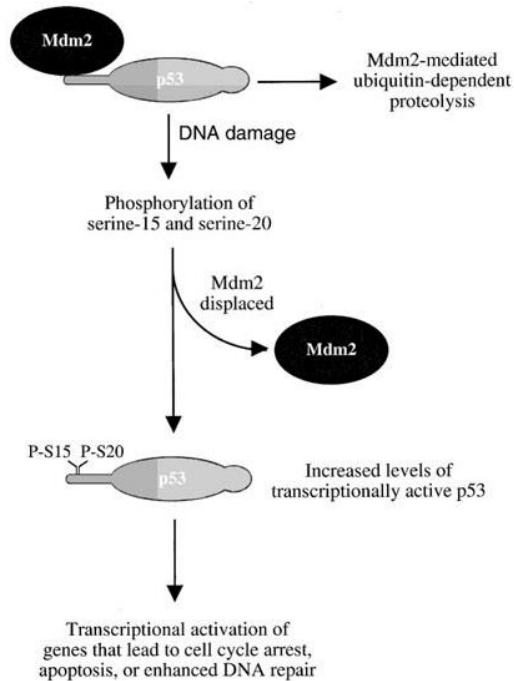 Mdm2
p53
Mdm2-mediated
ubiquitin-dependent
proteolysis
DNA damage
Phosphorylation of
serine-15 and serine-20
Mdm2
displaced
Mdm2
P-S15 P-S20
p53
Increased levels of
transcriptionally active p53
Transcriptional activation of
genes that lead to cell cycle arrest,
apoptosis, or enhanced DNA repair